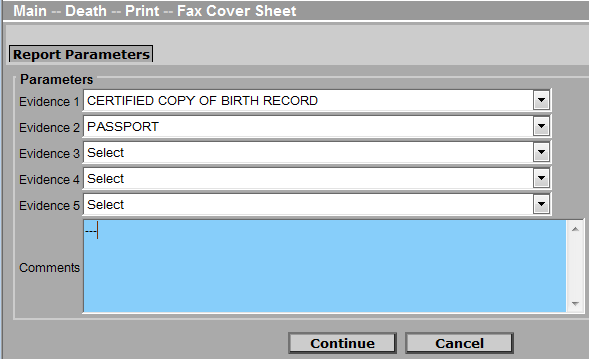 Main -- Death -- Print -- Fax Cover Sheet
Report Parameters
Parameters
Evidence 1 CERTIFIED COPY OF BIRTH RECORD
Evidence 2 PASSPORT
Evidence 3 Select
Evidence 4 Select
Evidence 5 Select
Comments ---
Continue Cancel